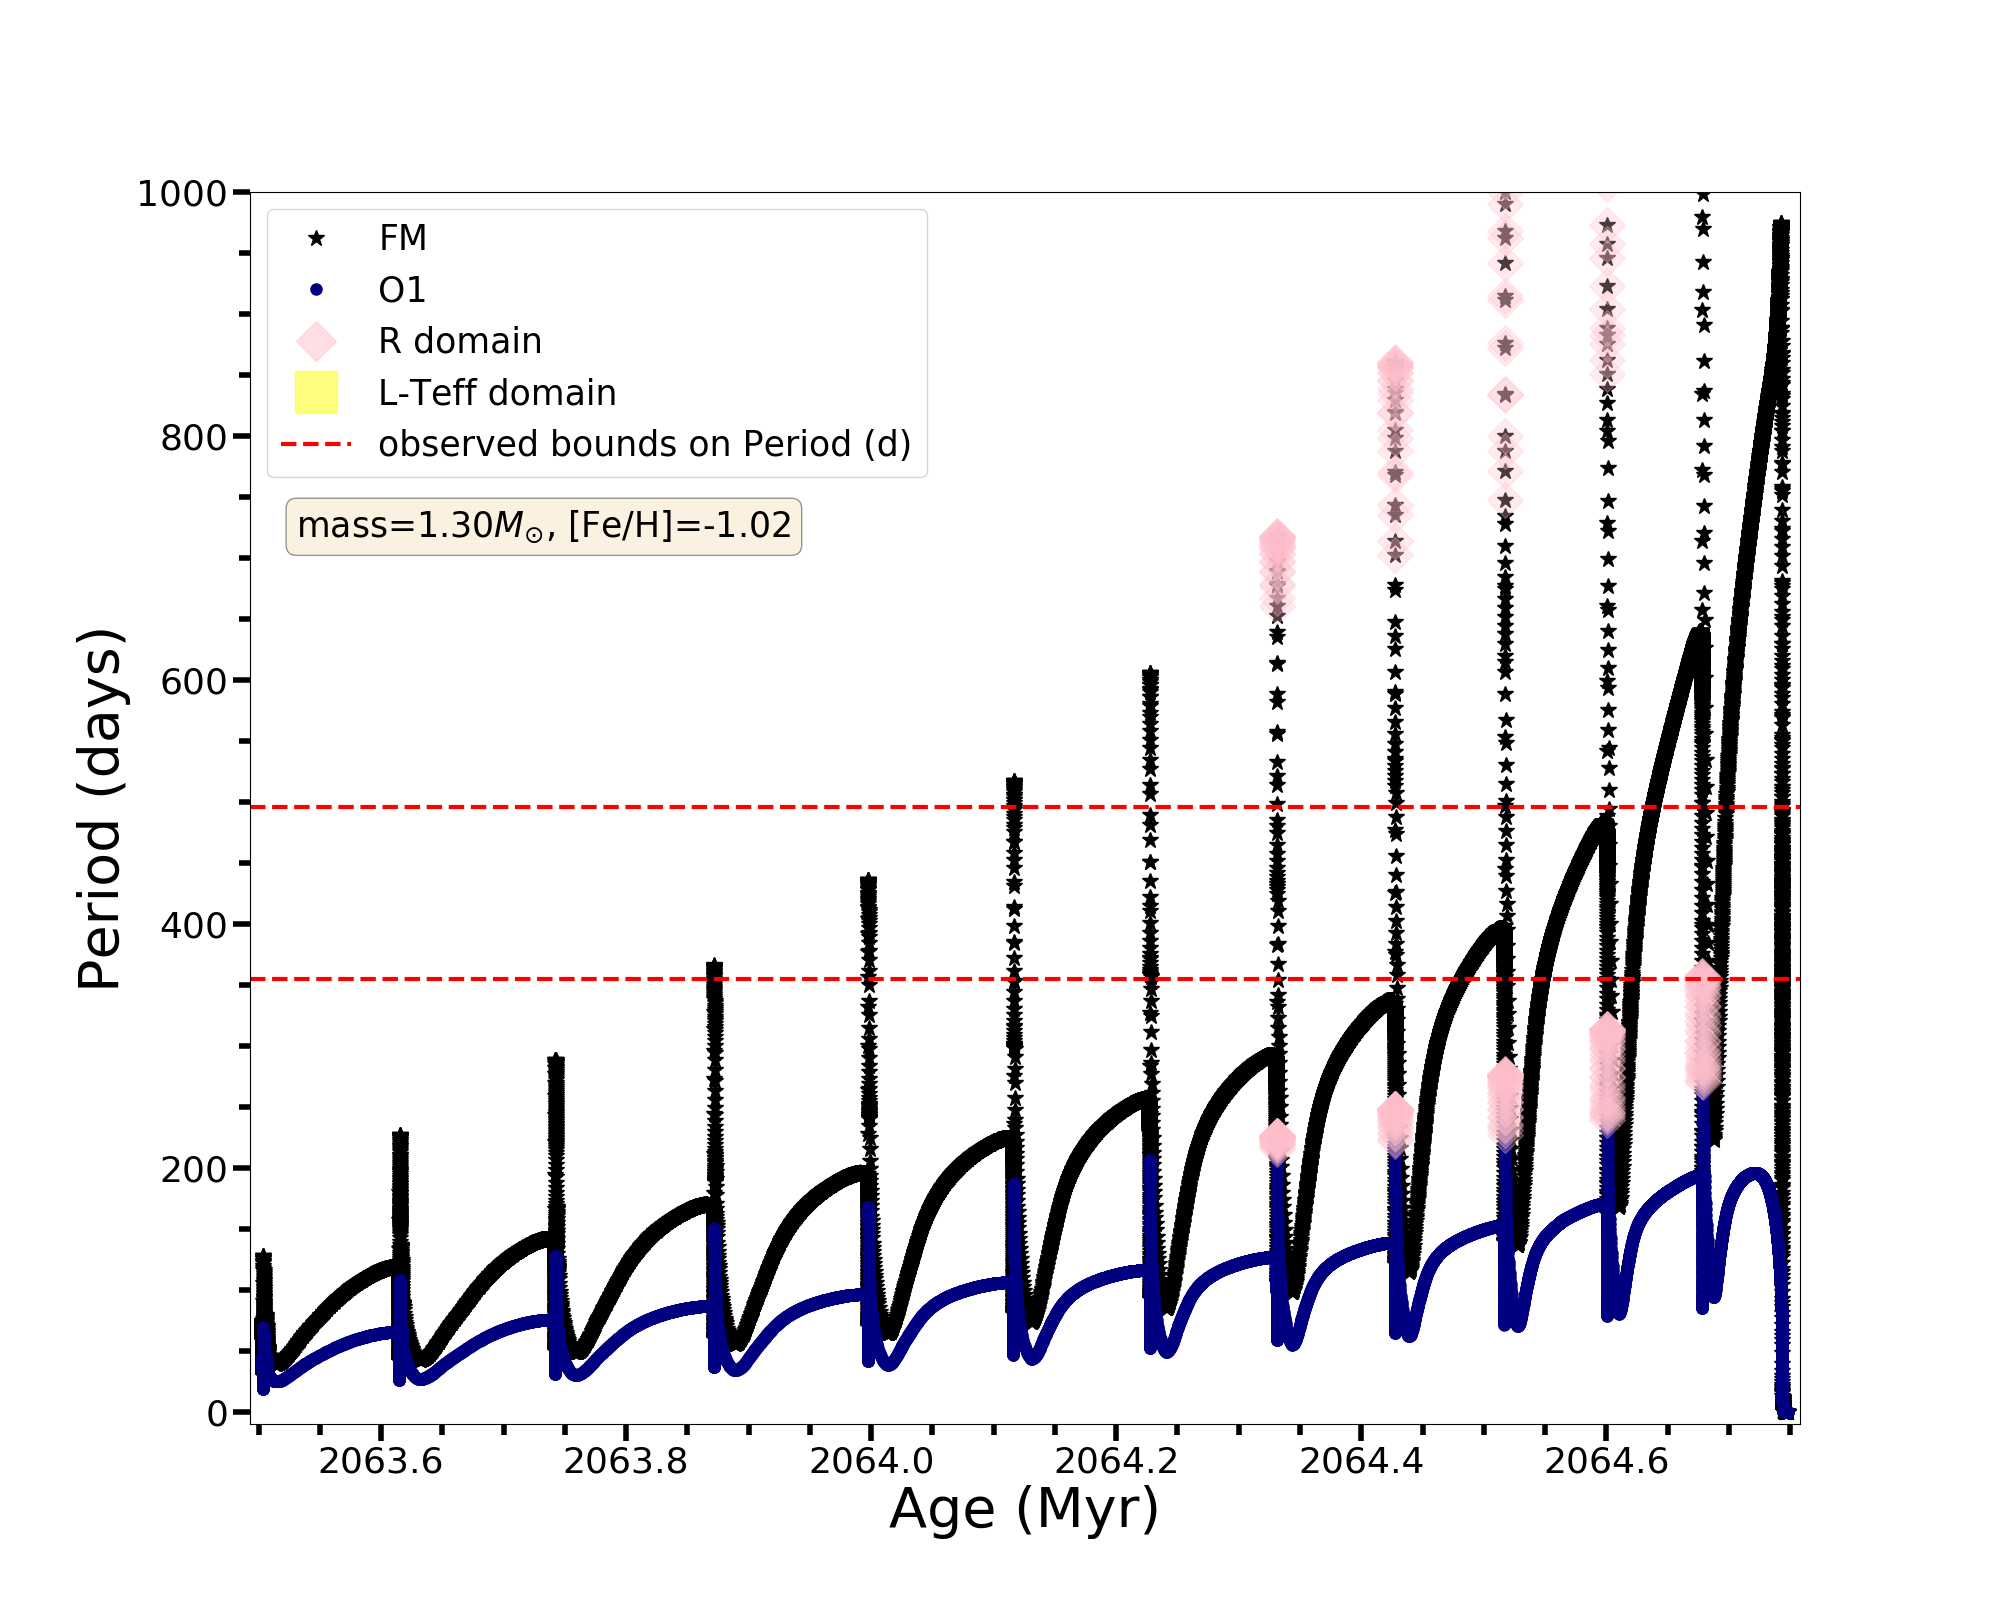 1000
800
600
400
200
0
Period (days)
FM
O1
R domain
L-Teff domain
observed bounds on Period (d)
mass=1.30M⊙, [Fe/H]=-1.02
2063.6 2063.8 2064.0 2064.2 2064.4 2064.6
Age (Myr)